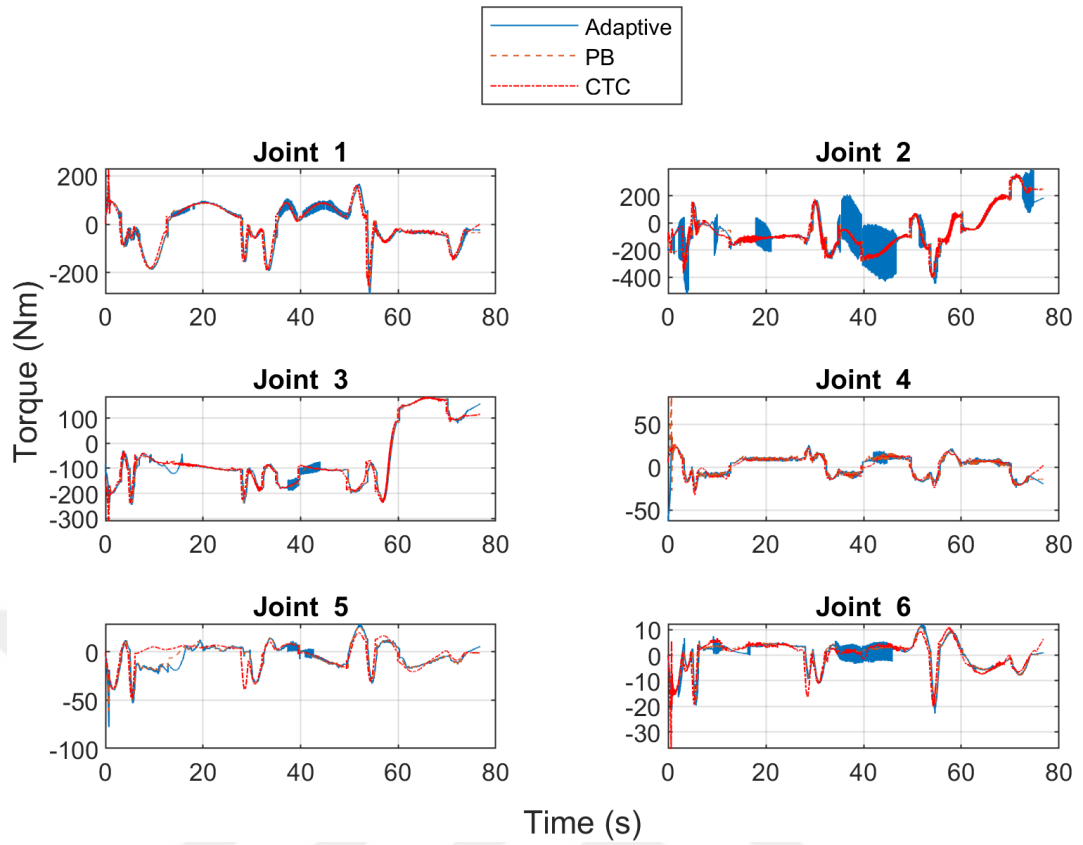 Adaptive
PB
CTC
Joint 1
Joint 2
200
0
-200
200
0
-200
-400
0 20 40 60 80
0 20 40 60 80
Torque (Nm)
Joint 3
Joint 4
100
0
-100
-200
-300
50
0
-50
0 20 40 60 80
0 20 40 60 80
Joint 5
Joint 6
0
-50
-100
10
0
-10
-20
-30
0 20 40 60 80
0 20 40 60 80
Time (s)